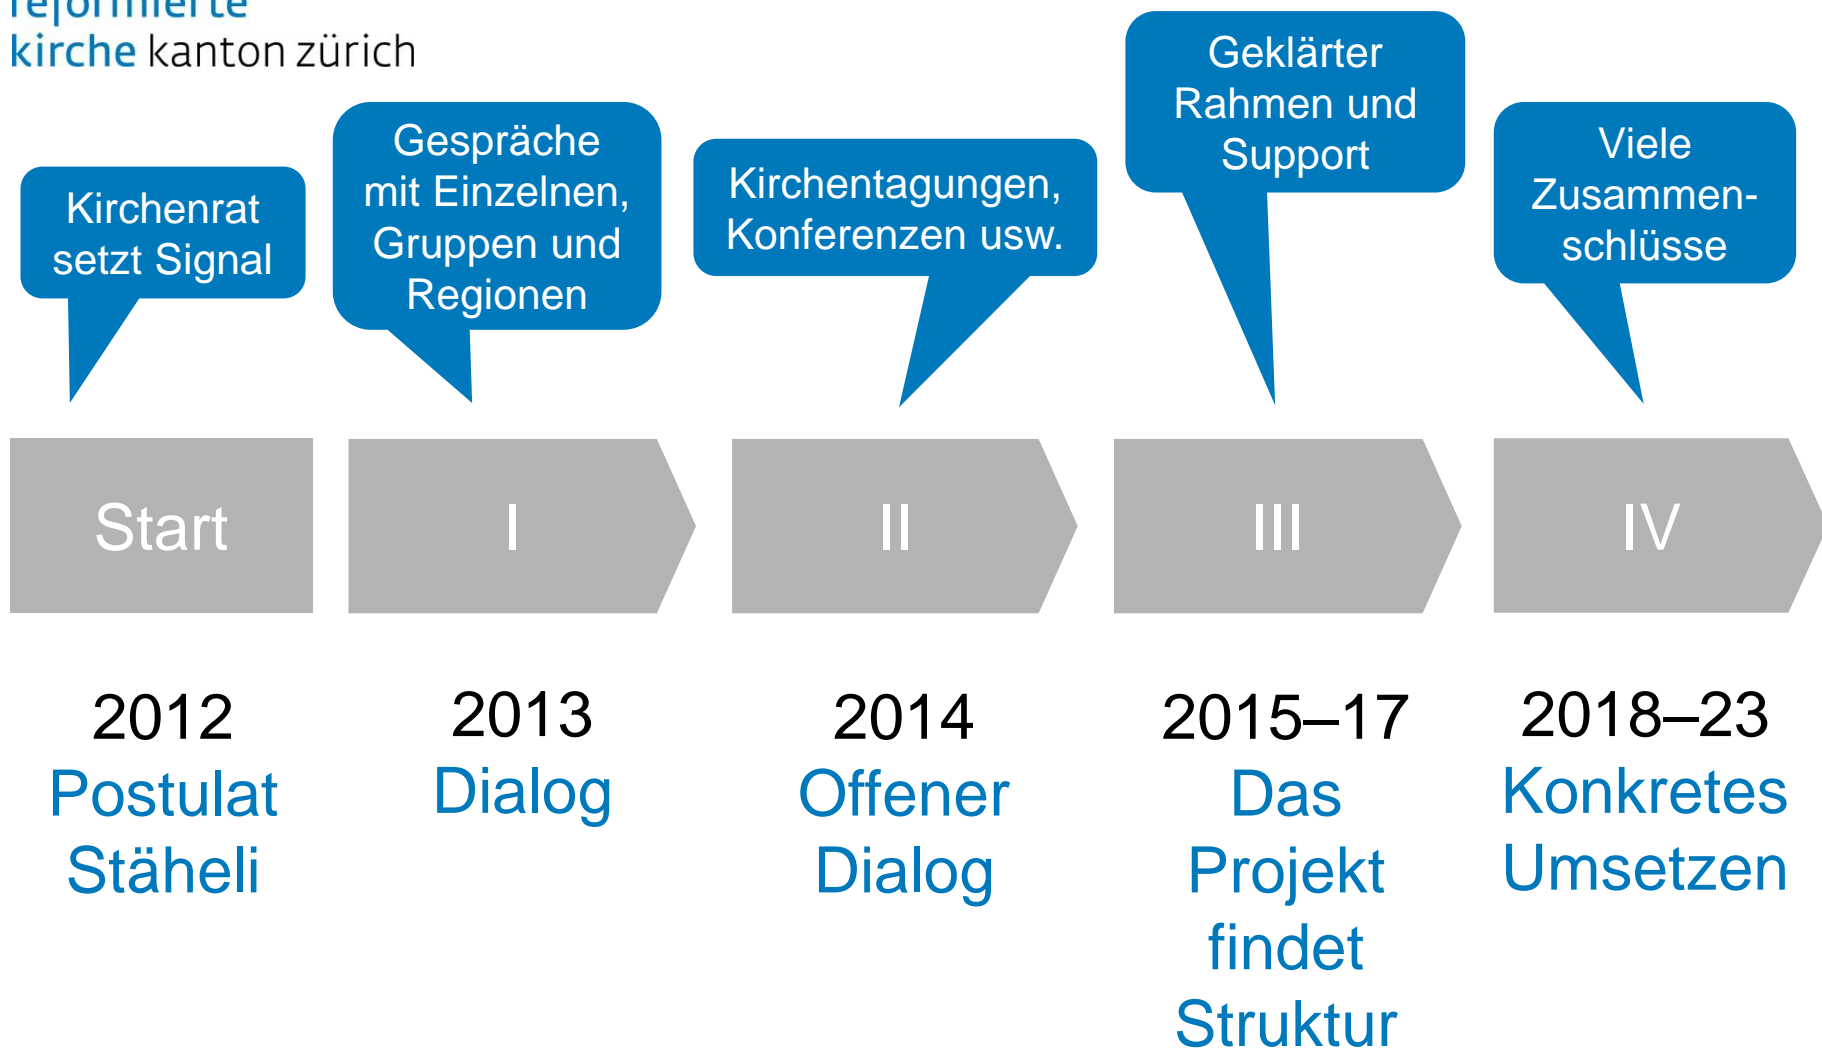 reformierte
kirche kanton zürich
Kirchenrat
setzt Signal
Gespräche
mit Einzelnen,
Gruppen und
Regionen
Kirchentagungen,
Konferenzen usw.
Geklärter
Rahmen und
Support
Viele
Zusammen-
schlüsse
Start
I
II
III
IV
2012
Postulat
Stäheli
2013
Dialog
2014
Offener
Dialog
2015–17
Das
Projekt
findet
Struktur
2018–23
Konkretes
Umsetzen